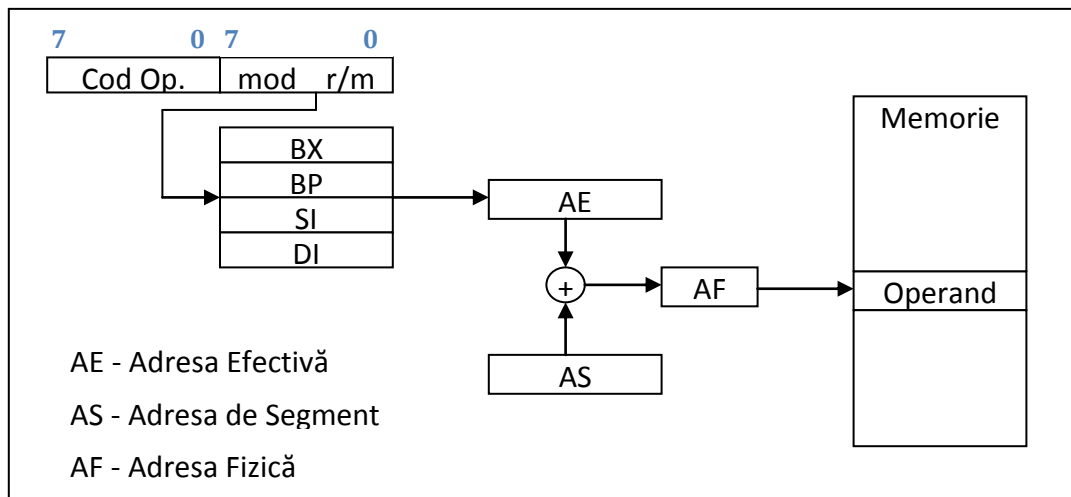 7 0 7 0
Cod Op. mod r/m
Memorie
BX
BP
SI
DI
AE
+
AF
Operand
AS
AE - Adresa Efectivă
AS - Adresa de Segment
AF - Adresa Fizică